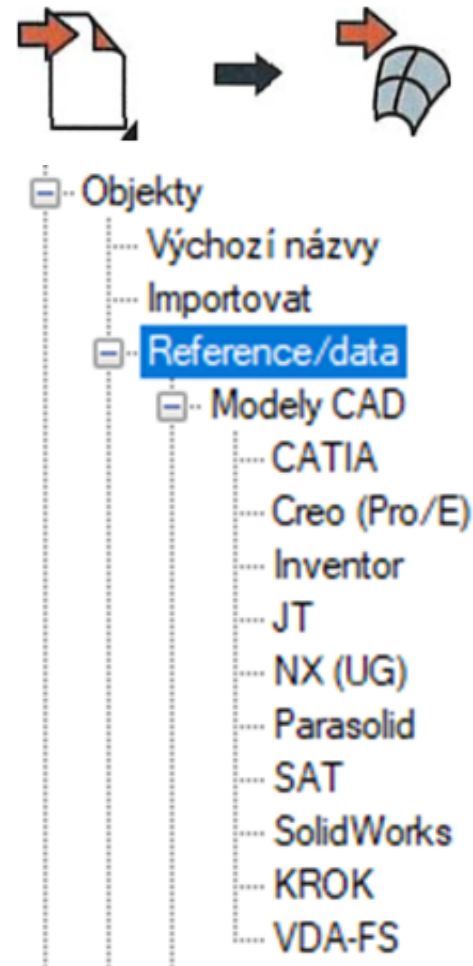 Objekty
Výchozí názvy
Importovat
Reference/data
Modely CAD
CATIA
Creo (Pro/E)
Inventor
JT
NX (UG)
Parasolid
SAT
SolidWorks
KROK
VDA-FS